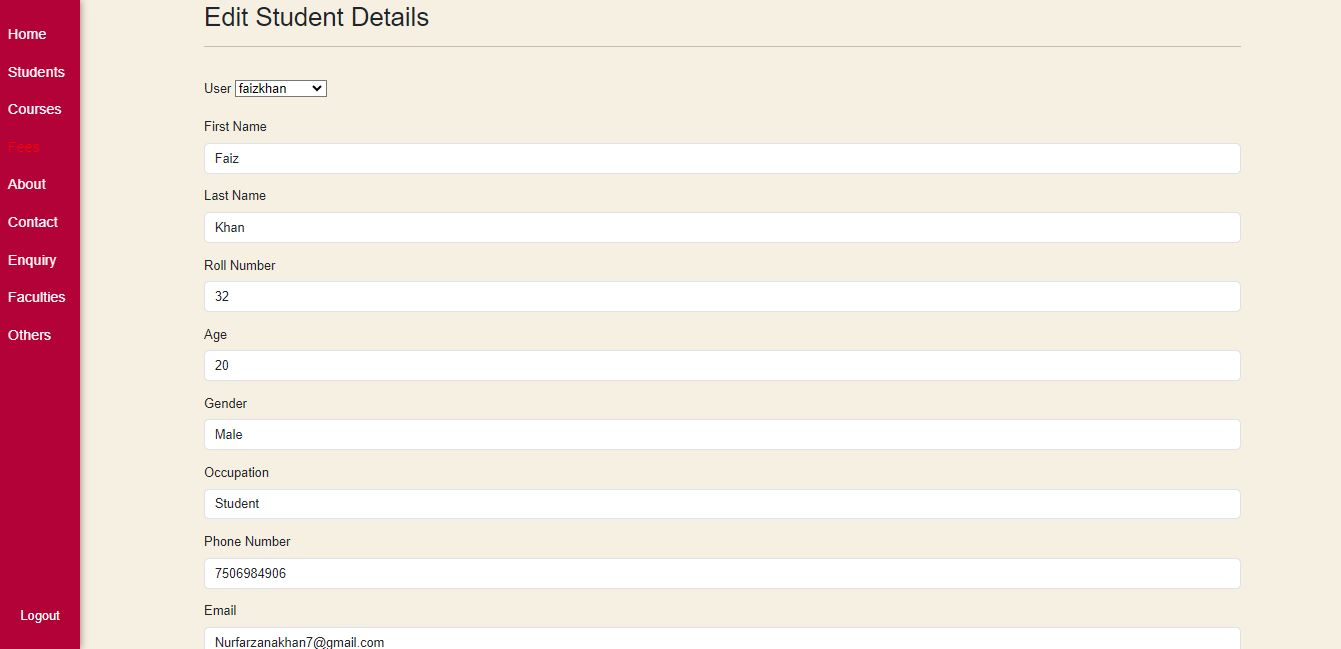 Edit Student Details
Home
Students
Courses
Fees
About
Contact
Enquiry
Faculties
Others
Logout
User faizkhan
First Name
Faiz
Last Name
Khan
Roll Number
32
Age
20
Gender
Male
Occupation
Student
Phone Number
7506984906
Email
Nurfarzanakhan7@gmail.com